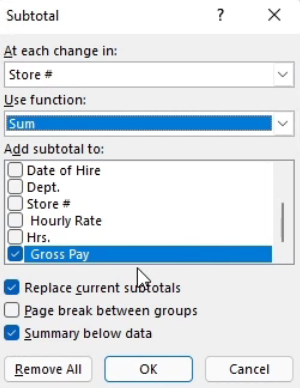 Subtotal
?
At each change in:
Store #
Use function:
Sum
Add subtotal to:
Date of Hire
Dept.
Store #
Hourly Rate
Hrs.
Gross Pay
Replace current subtotals
Page break between groups
Summary below data
Remove All OK Cancel